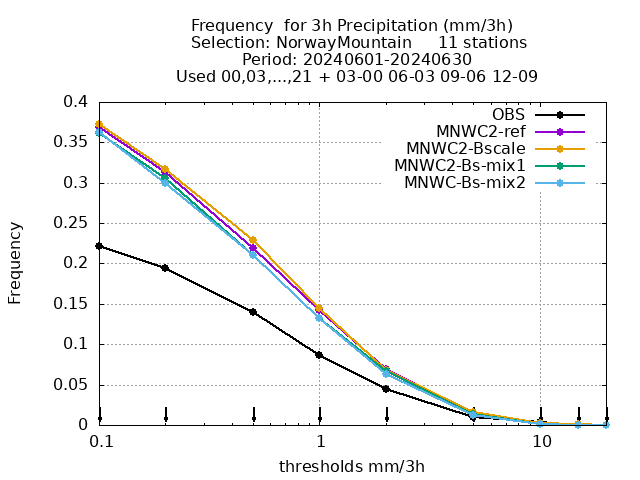 Frequency  for 3h Precipitation (mm/3h)
Selection: NorwayMountain     11 stations
Period: 20240601-20240630
Used 00,03,...,21 + 03-00 06-03 09-06 12-09
OBS
MNWC2-ref
MNWC2-Bscale
MNWC2-Bs-mix1
MNWC-Bs-mix2
0.4
0.35
0.3
0.25
0.2
0.15
0.1
0.05
0
Frequency
0.1
1
10
thresholds mm/3h